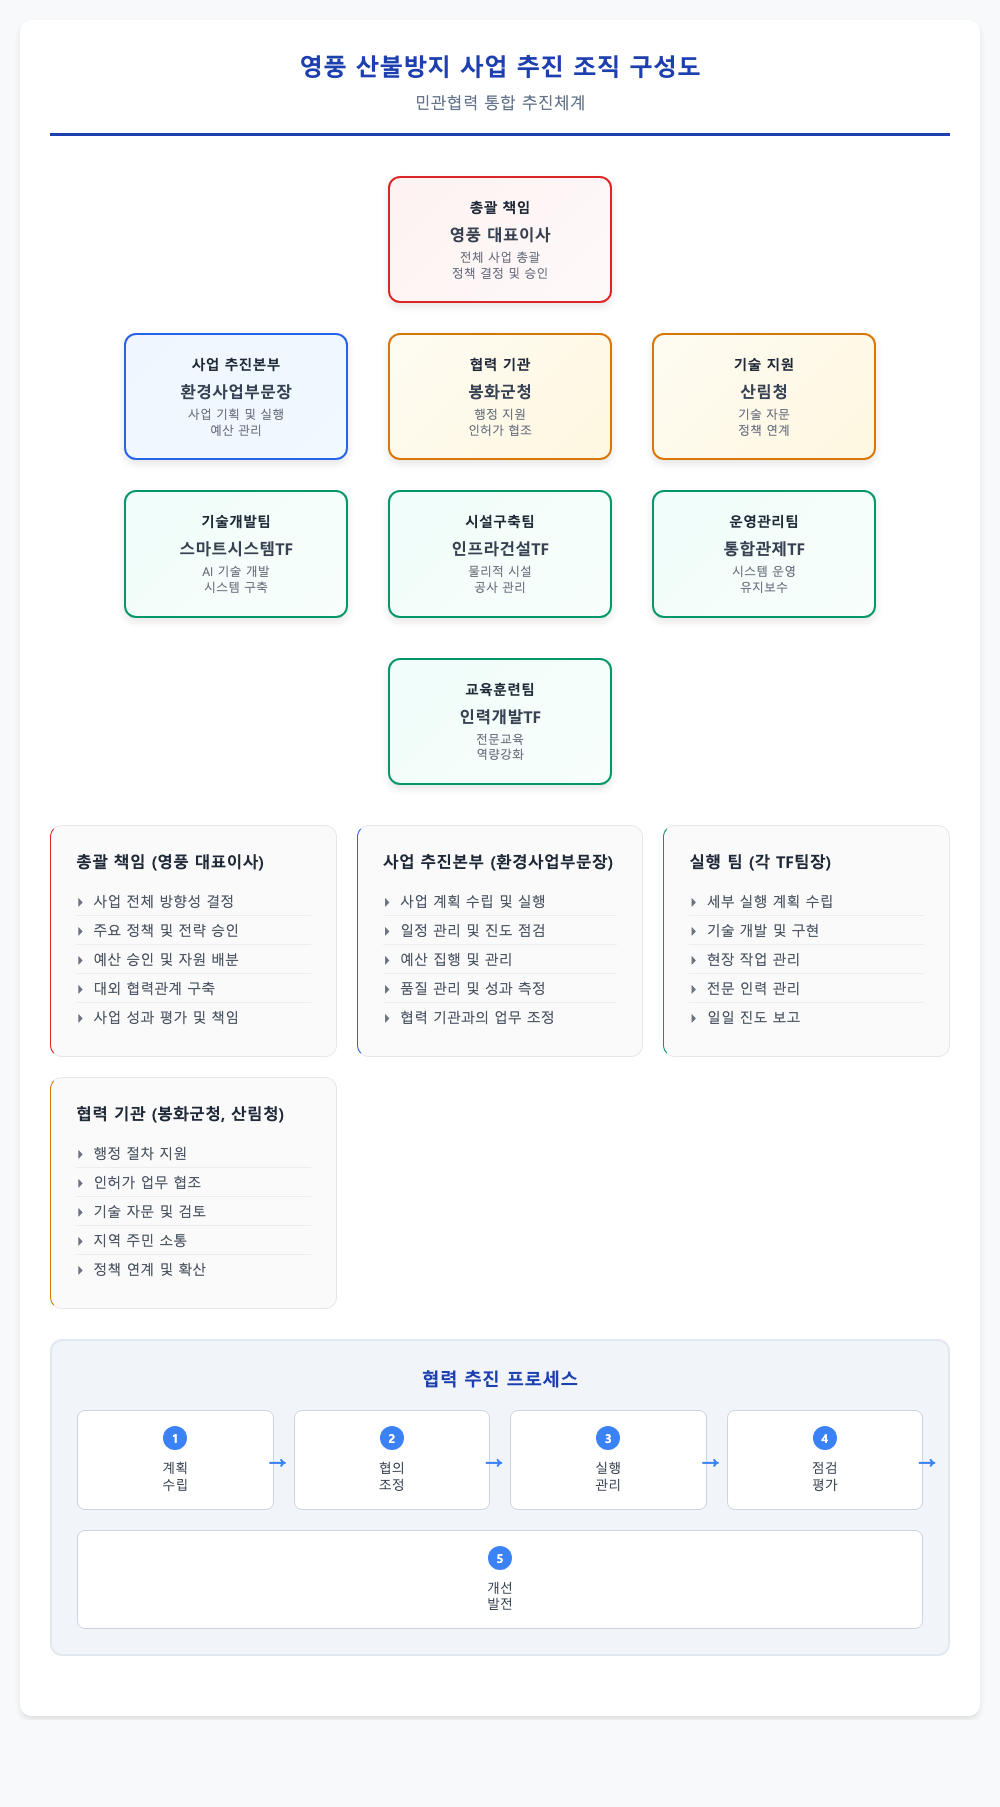 영풍 산불방지 사업 추진 조직 구성도
민관협력 통합 추진체계
총괄 책임
영풍 대표이사
전체 사업 총괄
정책 결정 및 승인
사업 추진본부
환경사업부문장
사업 기획 및 실행
예산 관리
협력 기관
봉화군청
행정 지원
인허가 협조
기술 지원
산림청
기술 자문
정책 연계
기술개발팀
스마트시스템TF
AI 기술 개발
시스템 구축
시설구축팀
인프라건설TF
물리적 시설
공사 관리
운영관리팀
통합관제TF
시스템 운영
유지보수
교육훈련팀
인력개발TF
전문교육
역량강화
총괄 책임 (영풍 대표이사)
사업 전체 방향성 결정
주요 정책 및 전략 승인
예산 승인 및 자원 배분
대외 협력관계 구축
사업 성과 평가 및 책임
사업 추진본부 (환경사업부문장)
사업 계획 수립 및 실행
일정 관리 및 진도 점검
예산 집행 및 관리
품질 관리 및 성과 측정
협력 기관과의 업무 조정
실행 팀 (각 TF팀장)
세부 실행 계획 수립
기술 개발 및 구현
현장 작업 관리
전문 인력 관리
일일 진도 보고
협력 기관 (봉화군청, 산림청)
행정 절차 지원
인허가 업무 협조
기술 자문 및 검토
지역 주민 소통
정책 연계 및 확산
협력 추진 프로세스
1
계획
수립
→
2
협의
조정
→
3
실행
관리
→
4
점검
평가
→
5
개선
발전